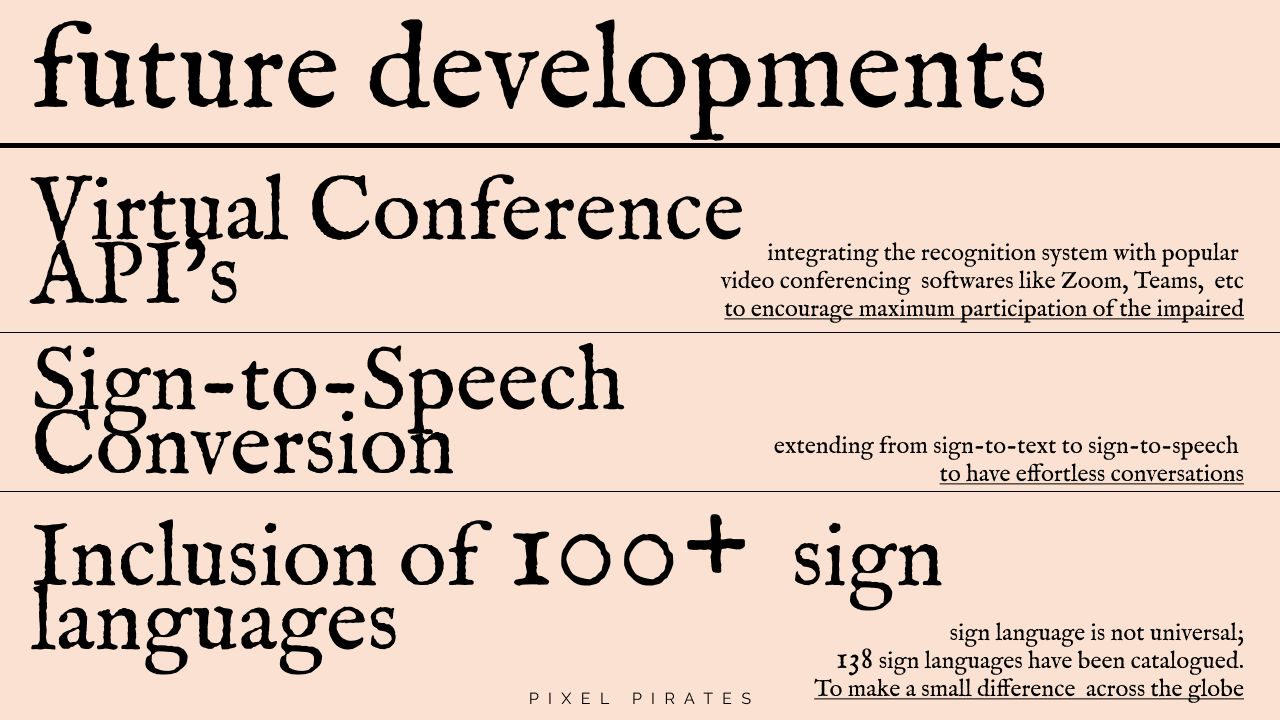 future developments
Virtual Conference
API's
integrating the recognition system with popular
video conferencing softwares like Zoom, Teams, etc
to encourage maximum participation of the impaired
Sign-to-Speech
Conversion
extending from sign-to-text to sign-to-speech
to have effortless conversations
Inclusion of 100+ sign
languages
sign language is not universal;
138 sign languages have been catalogued.
To make a small difference across the globe
PIXEL PIRATES